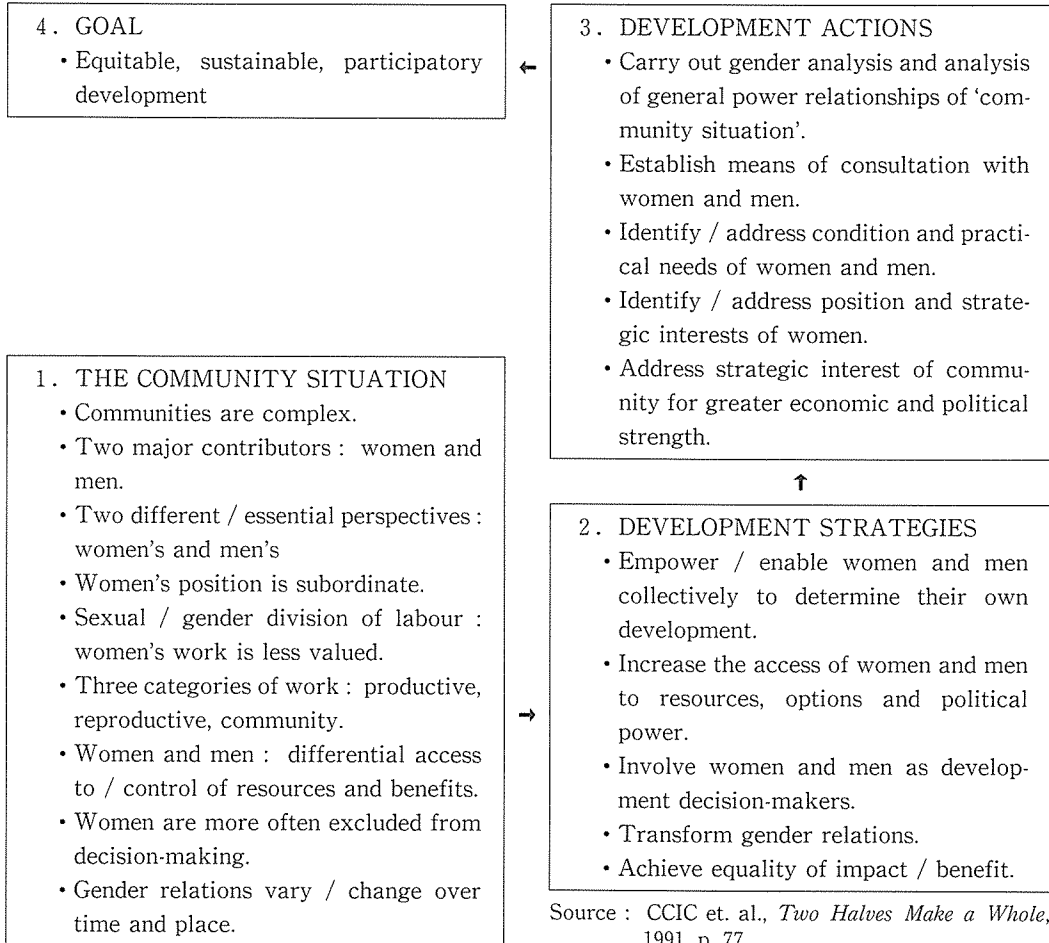 4. GOAL
• Equitable, sustainable, participatory
development
←
3. DEVELOPMENT ACTIONS
• Carry out gender analysis and analysis
of general power relationships of 'com-
munity situation'.
• Establish means of consultation with
women and men.
• Identify / address condition and practi-
cal needs of women and men.
• Identify / address position and strate-
gic interests of women.
• Address strategic interest of commu-
nity for greater economic and political
strength.
↑
1. THE COMMUNITY SITUATION
• Communities are complex.
• Two major contributors : women and
men.
• Two different / essential perspectives :
women's and men's
• Women's position is subordinate.
• Sexual / gender division of labour :
women's work is less valued.
• Three categories of work : productive,
reproductive, community.
• Women and men : differential access
to / control of resources and benefits.
• Women are more often excluded from
decision-making.
• Gender relations vary / change over
time and place.
→
2. DEVELOPMENT STRATEGIES
• Empower / enable women and men
collectively to determine their own
development.
• Increase the access of women and men
to resources, options and political
power.
• Involve women and men as develop-
ment decision-makers.
• Transform gender relations.
• Achieve equality of impact / benefit.
Source : CCIC et. al., Two Halves Make a Whole,
1991, p. 77